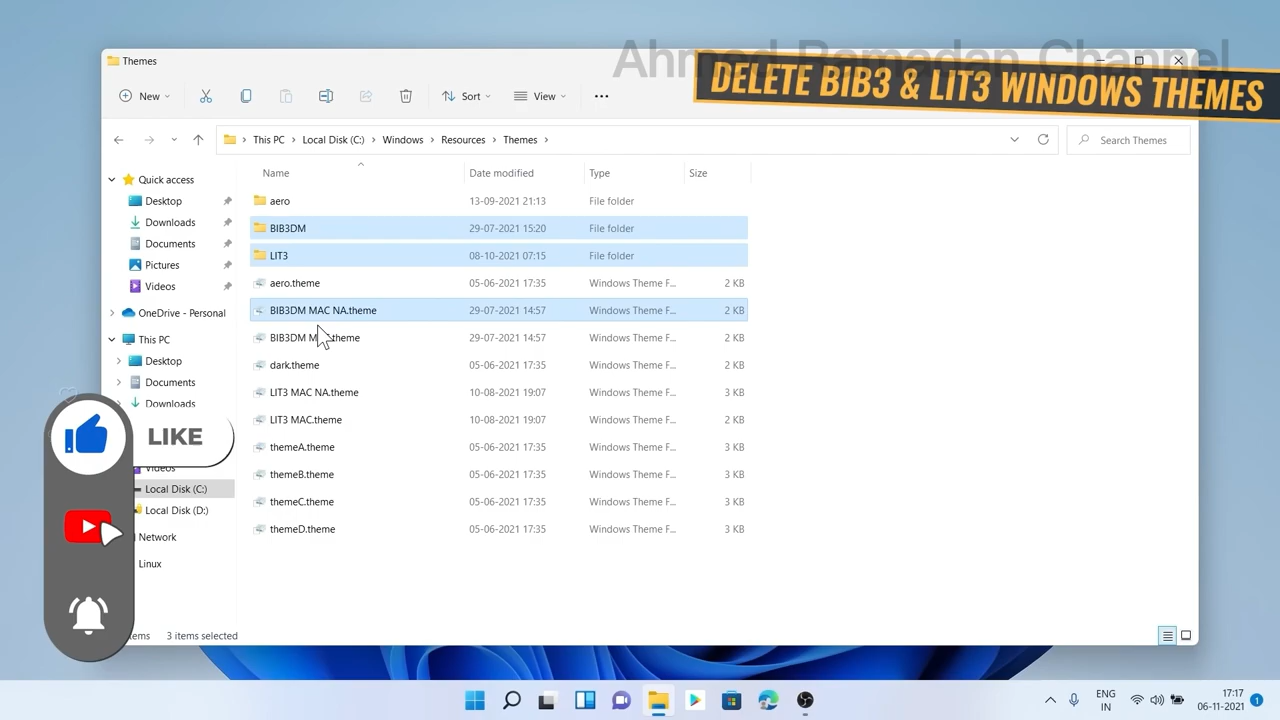 Themes
Ahmed Ramadan Channel
DELETE BIB3 & LIT3 WINDOWS THEMES
New
Sort
View
This PC
Local Disk (C:)
Windows
Resources
Themes
Search Themes
Name
Date modified
Type
Size
Quick access
Desktop
Downloads
Documents
Pictures
Videos
OneDrive - Personal
This PC
Desktop
Documents
Downloads
Videos
Local Disk (C:)
Local Disk (D:)
Network
Linux
aero 13-09-2021 21:13 File folder
BIB3DM 29-07-2021 15:20 File folder
LIT3 08-10-2021 07:15 File folder
aero.theme 05-06-2021 17:35 Windows Theme F... 2 KB
BIB3DM MAC NA.theme 29-07-2021 14:57 Windows Theme F... 2 KB
BIB3DM M theme 29-07-2021 14:57 Windows Theme F... 2 KB
dark.theme 05-06-2021 17:35 Windows Theme F... 2 KB
LIT3 MAC NA.theme 10-08-2021 19:07 Windows Theme F... 3 KB
LIT3 MAC.theme 10-08-2021 19:07 Windows Theme F... 2 KB
themeA.theme 05-06-2021 17:35 Windows Theme F... 3 KB
themeB.theme 05-06-2021 17:35 Windows Theme F... 3 KB
themeC.theme 05-06-2021 17:35 Windows Theme F... 3 KB
themeD.theme 05-06-2021 17:35 Windows Theme F... 3 KB
LIKE
items 3 items selected
ENG
IN
17:17
06-11-2021
1